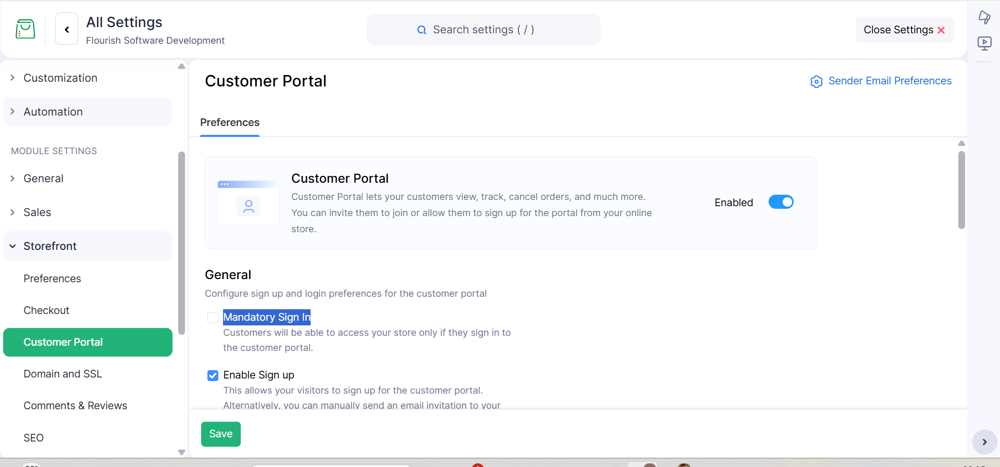 All Settings
Flourish Software Development
Search settings ( / )
Close Settings
Customization
Automation
MODULE SETTINGS
General
Sales
Storefront
Preferences
Checkout
Customer Portal
Domain and SSL
Comments & Reviews
SEO
Customer Portal
Sender Email Preferences
Preferences
Customer Portal
Customer Portal lets your customers view, track, cancel orders, and much more.
You can invite them to join or allow them to sign up for the portal from your online
store.
Enabled
General
Configure sign up and login preferences for the customer portal
Mandatory Sign In
Customers will be able to access your store only if they sign in to
the customer portal.
Enable Sign up
This allows your visitors to sign up for the customer portal.
Alternatively, you can manually send an email invitation to your
Save